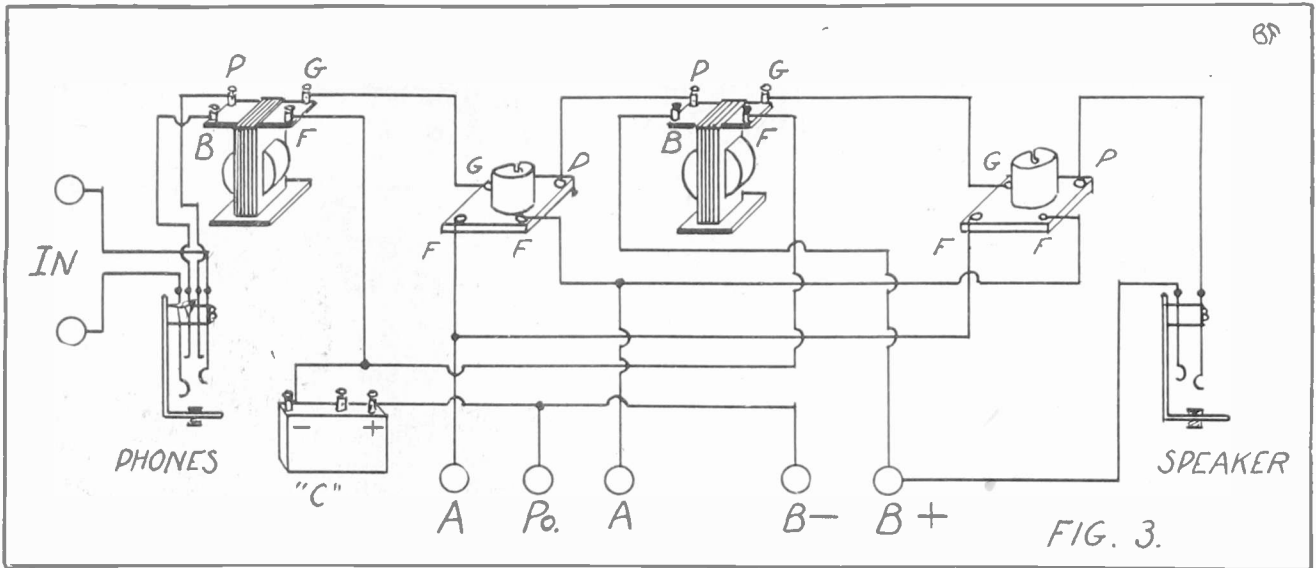 P G
B F
P G
B F
G P
F F
G P
F F
IN
PHONES
- +
"C"
A Po. A B- B+
SPEAKER
FIG. 3.